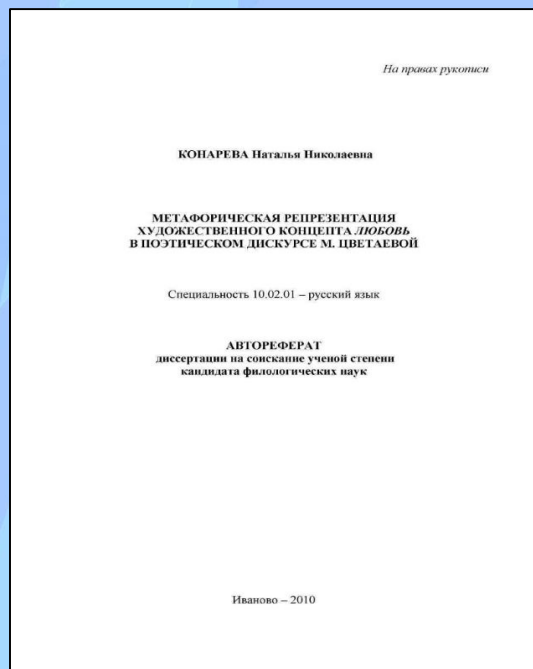 На правах рукописи
КОНАРЕВА Наталья Николаевна
МЕТАФОРИЧЕСКАЯ РЕПРЕЗЕНТАЦИЯ
ХУДОЖЕСТВЕННОГО КОНЦЕПТА ЛЮБОВЬ
В ПОЭТИЧЕСКОМ ДИСКУРСЕ М. ЦВЕТАЕВОЙ
Специальность 10.02.01 – русский язык
АВТОРЕФЕРАТ
диссертации на соискание ученой степени
кандидата филологических наук
Иваново – 2010